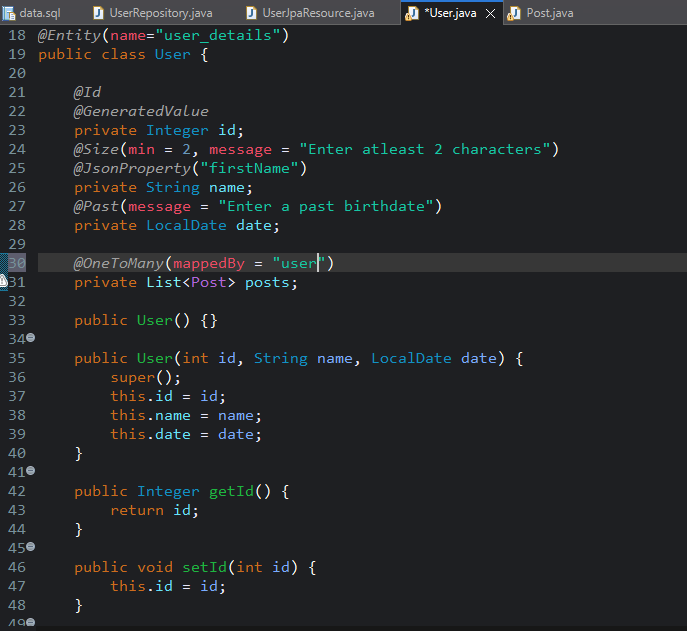 data.sql UserRepository.java UserJpaResource.java *User.java Post.java
18 @Entity(name="user_details")
19 public class User {
20
21 @Id
22 @GeneratedValue
23 private Integer id;
24 @Size(min = 2, message = "Enter atleast 2 characters")
25 @JsonProperty("firstName")
26 private String name;
27 @Past(message = "Enter a past birthdate")
28 private LocalDate date;
29
30 @OneToMany(mappedBy = "user")
31 private List<Post> posts;
32
33 public User() {}
34
35 public User(int id, String name, LocalDate date) {
36 super();
37 this.id = id;
38 this.name = name;
39 this.date = date;
40 }
41
42 public Integer getId() {
43 return id;
44 }
45
46 public void setId(int id) {
47 this.id = id;
48 }
49